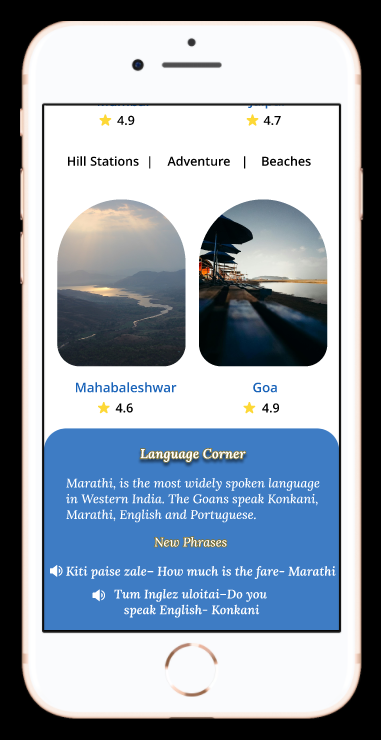 4.9 4.7
Hill Stations | Adventure | Beaches
Mahabaleshwar Goa
4.6 4.9
Language Corner
Marathi, is the most widely spoken language
in Western India. The Goans speak Konkani,
Marathi, English and Portuguese.
New Phrases
Kiti paise zale– How much is the fare- Marathi
Tum Inglez uloitai–Do you
speak English- Konkani